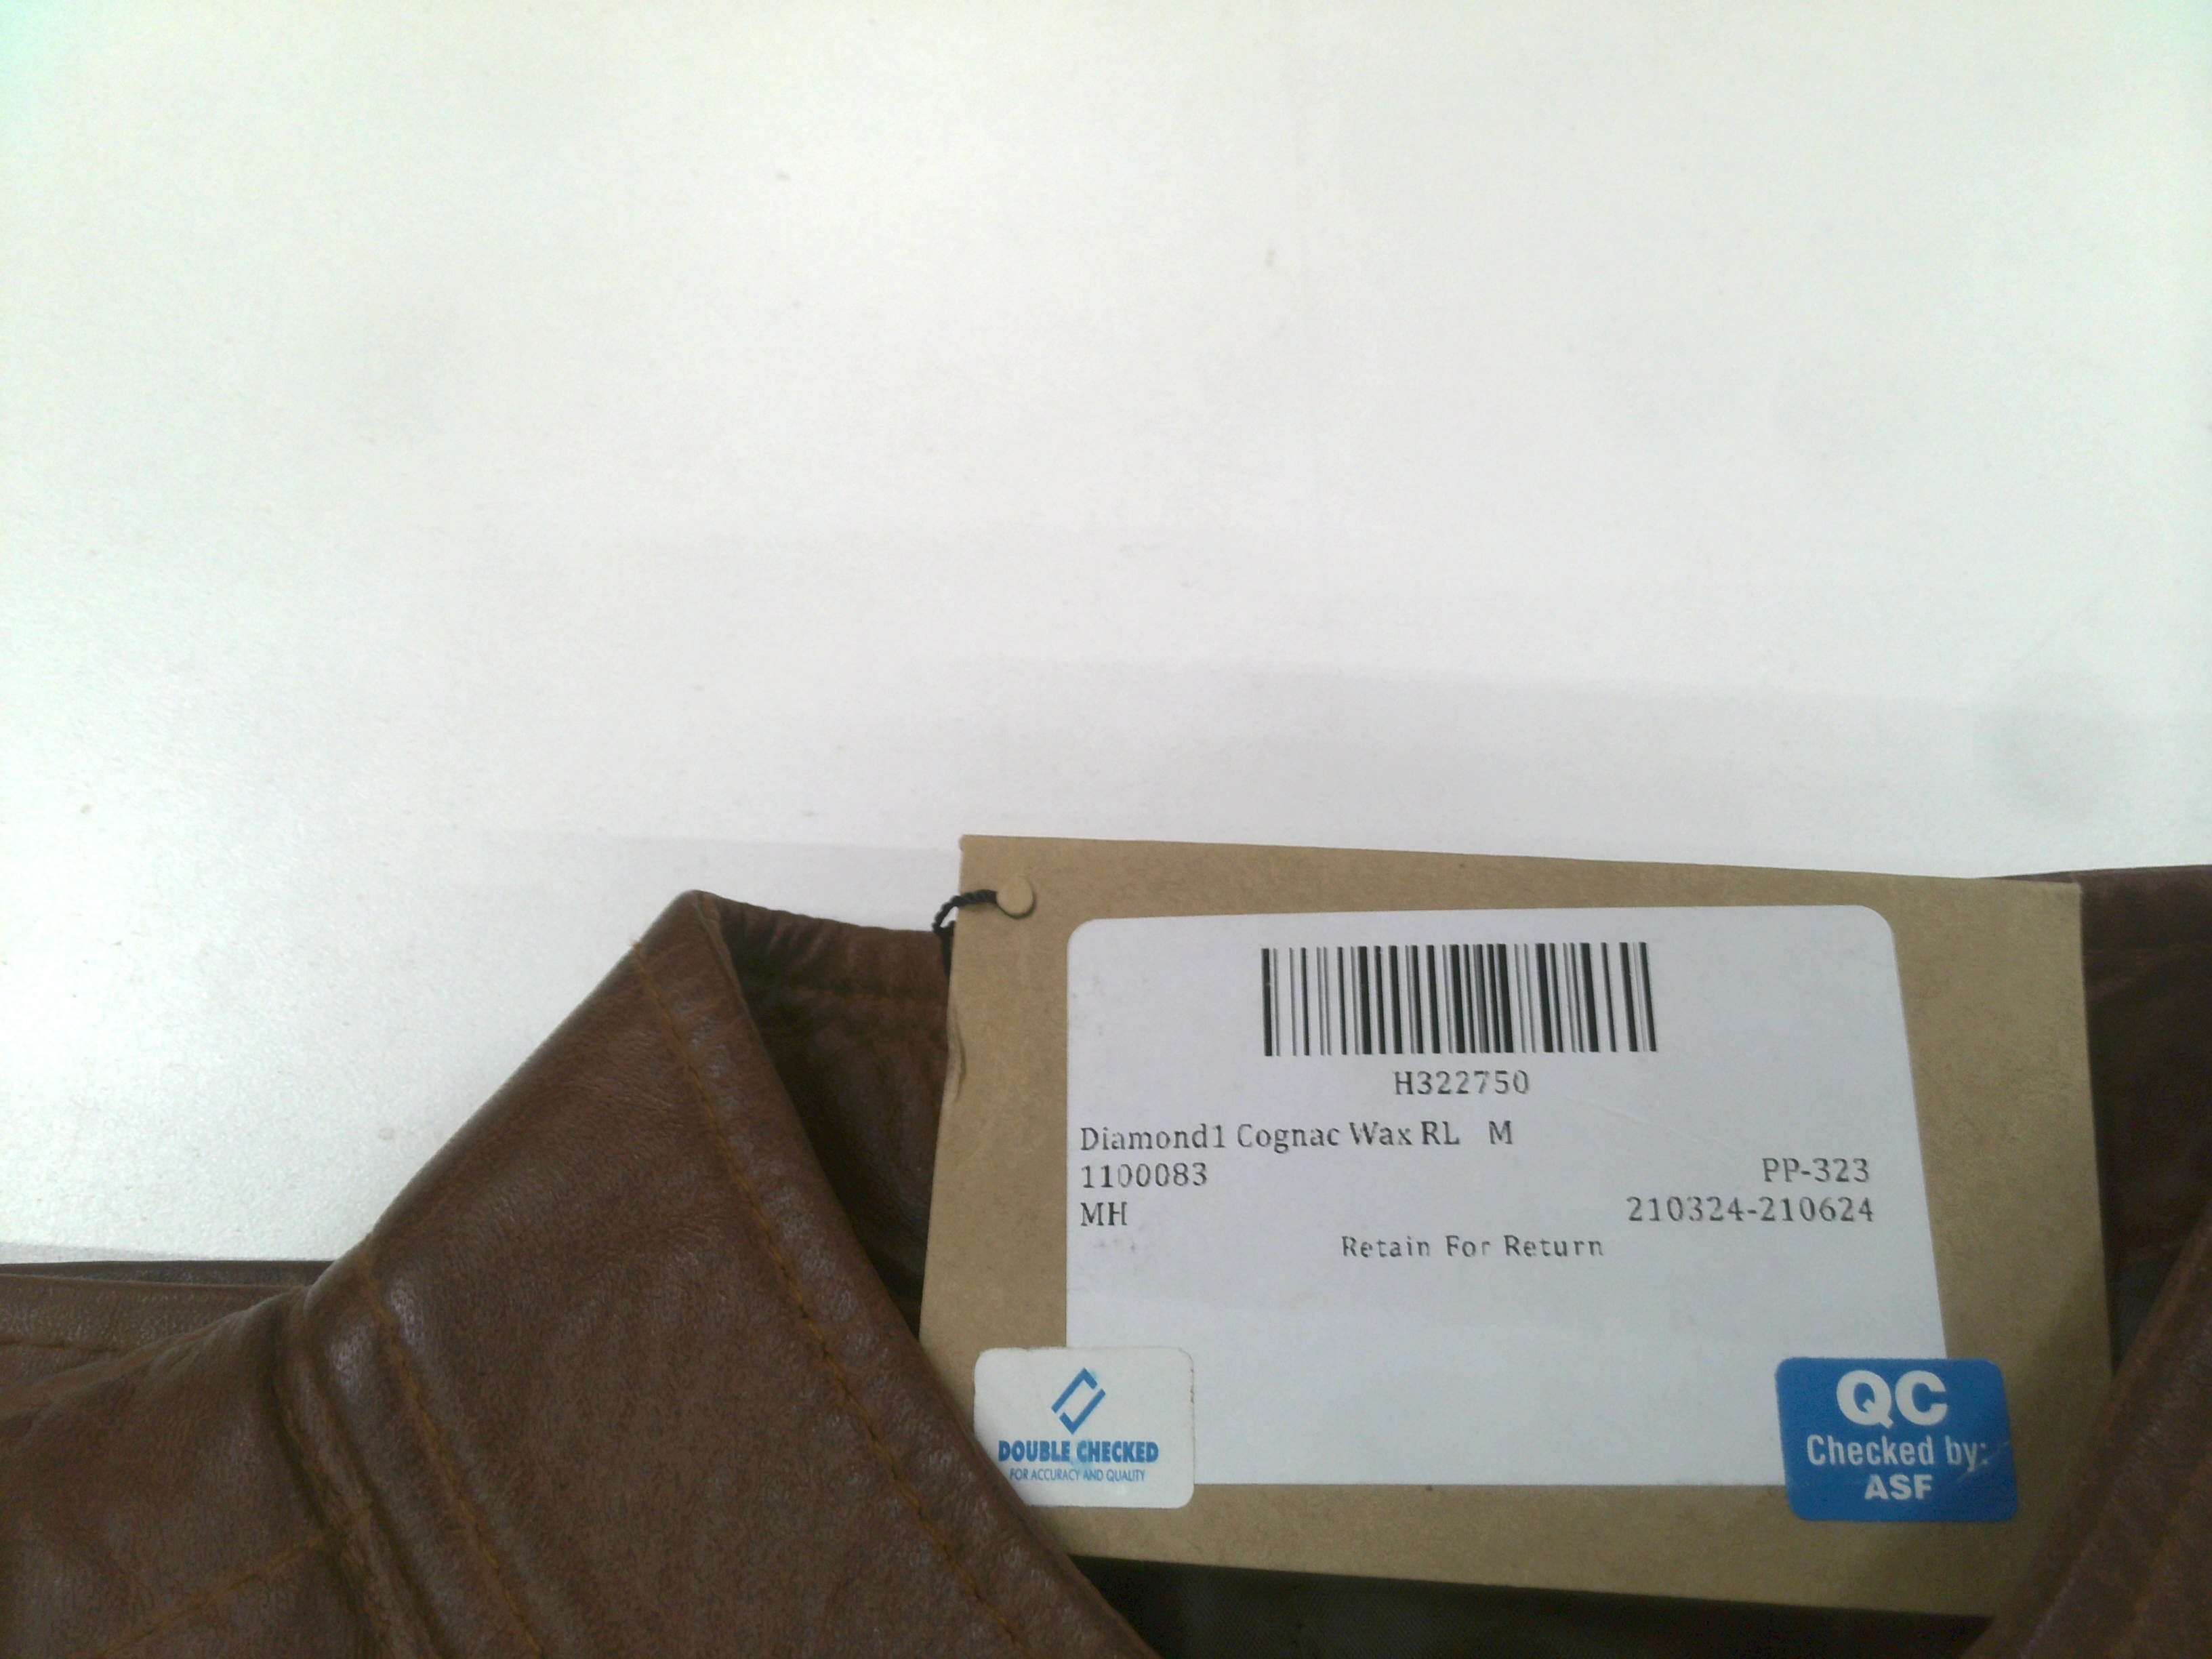 H322750
Diamond1 Cognac Wax RL M
1100083 PP-323
MH 210324-210624
Retain For Return
DOUBLE CHECKED
FOR ACCURACY AND QUALITY
QC
Checked by:
ASF